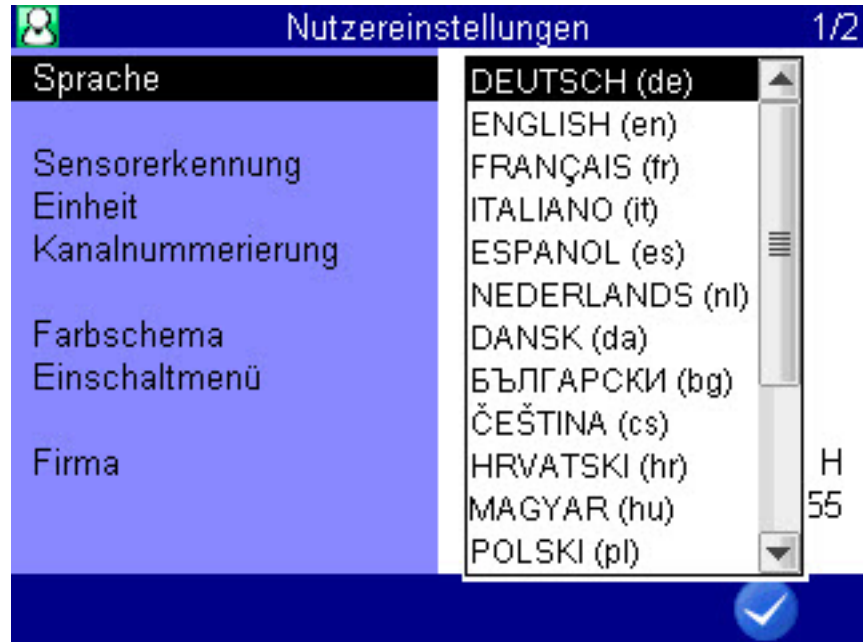 Nutzereinstellungen 1/2
Sprache
DEUTSCH (de)
ENGLISH (en)
Sensorerkennung
FRANÇAIS (fr)
Einheit
ITALIANO (it)
Kanalnummerierung
ESPANOL (es)
NEDERLANDS (nl)
Farbschema
DANSK (da)
Einschaltmenü
БЪЛГАРСКИ (bg)
ČEŠTINA (cs)
Firma
HRVATSKI (hr)
H
MAGYAR (hu)
55
POLSKI (pl)